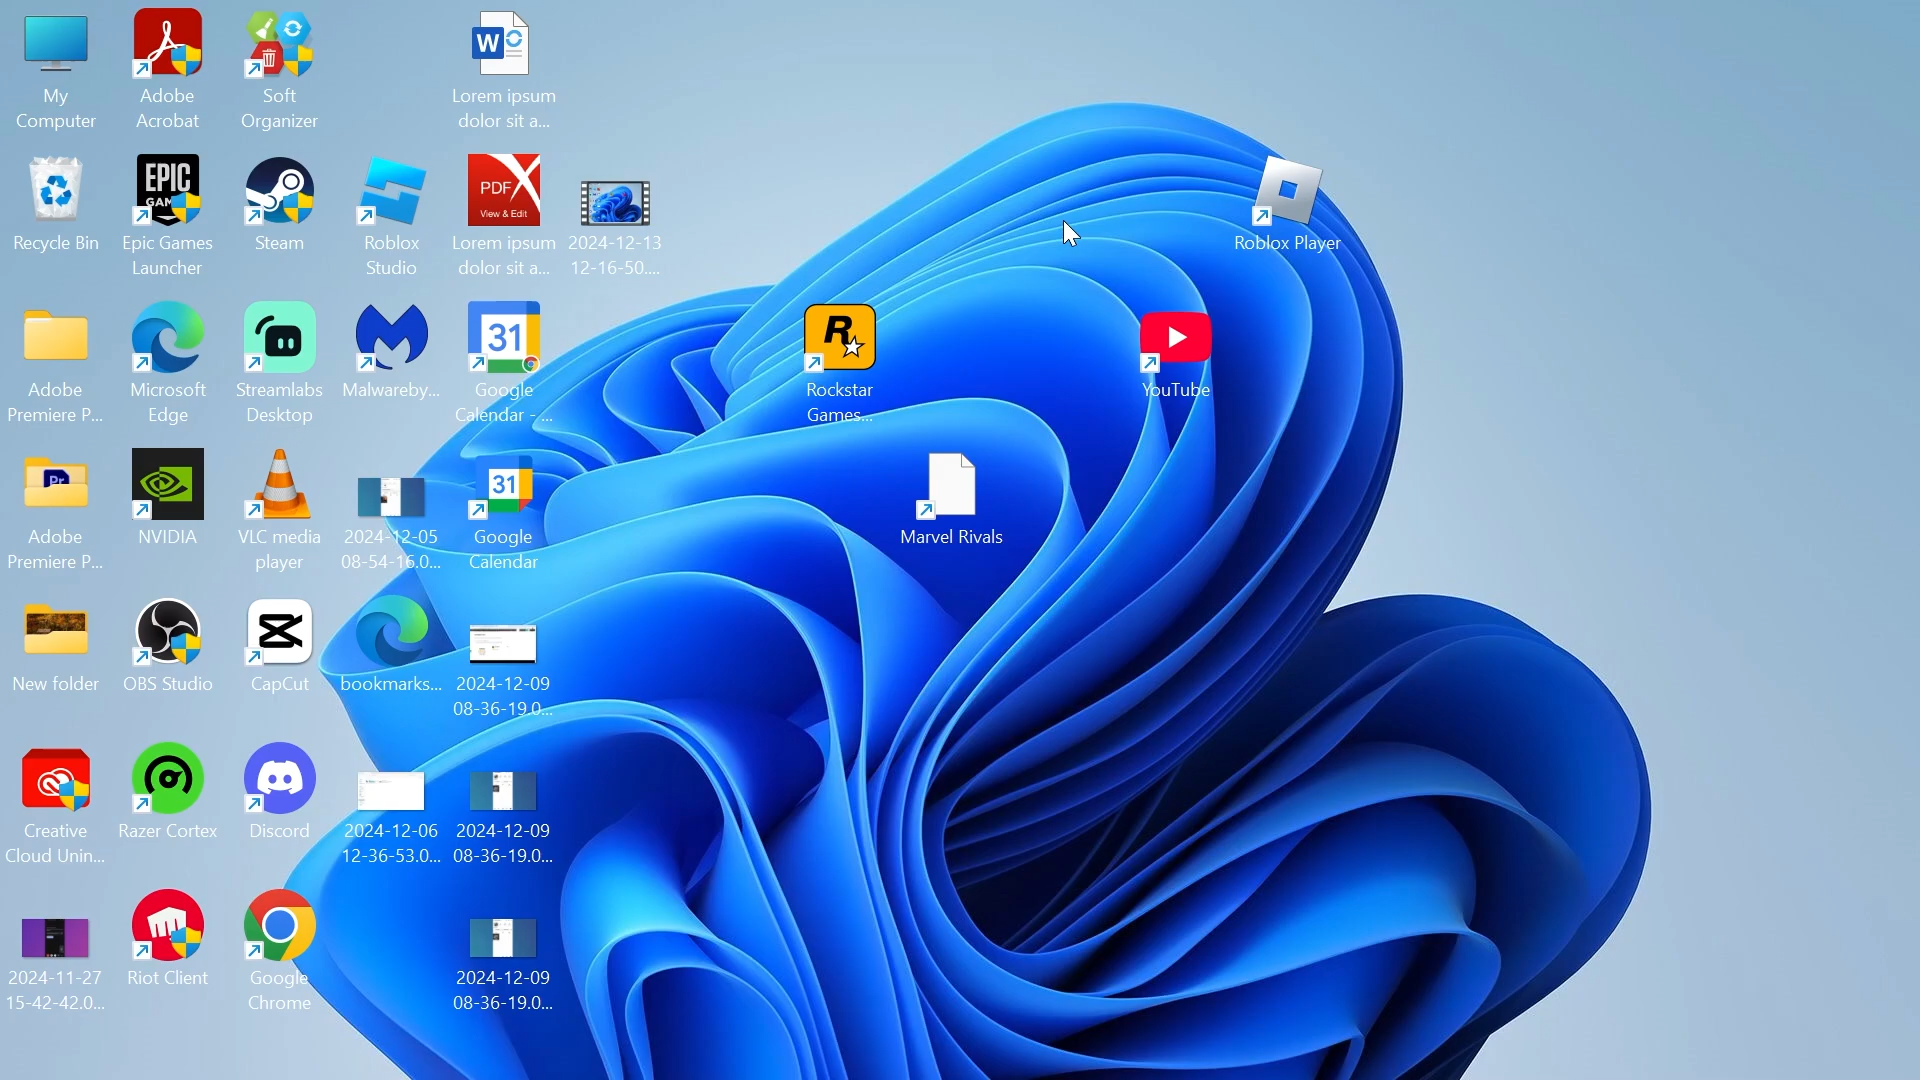 My
Computer
Adobe
Acrobat
Soft
Organizer
W
Lorem ipsum
dolor sit a...
Recycle Bin
EPIC
GAMES
Epic Games
Launcher
Steam
Roblox
Studio
PDF
View & Edit
Lorem ipsum
dolor sit a...
2024-12-13
12-16-50....
Roblox Player
Adobe
Premiere P...
Microsoft
Edge
Streamlabs
Desktop
Malwareby...
31
Google
Calendar - ...
R
Rockstar
Games...
YouTube
Pr
Adobe
Premiere P...
NVIDIA
VLC media
player
2024-12-05
08-54-16.0...
31
Google
Calendar
Marvel Rivals
New folder
OBS Studio
CapCut
bookmarks...
2024-12-09
08-36-19.0...
Creative
Cloud Unin...
Razer Cortex
Discord
2024-12-06
12-36-53.0...
2024-12-09
08-36-19.0...
2024-11-27
15-42-42.0...
Riot Client
Google
Chrome
2024-12-09
08-36-19.0...